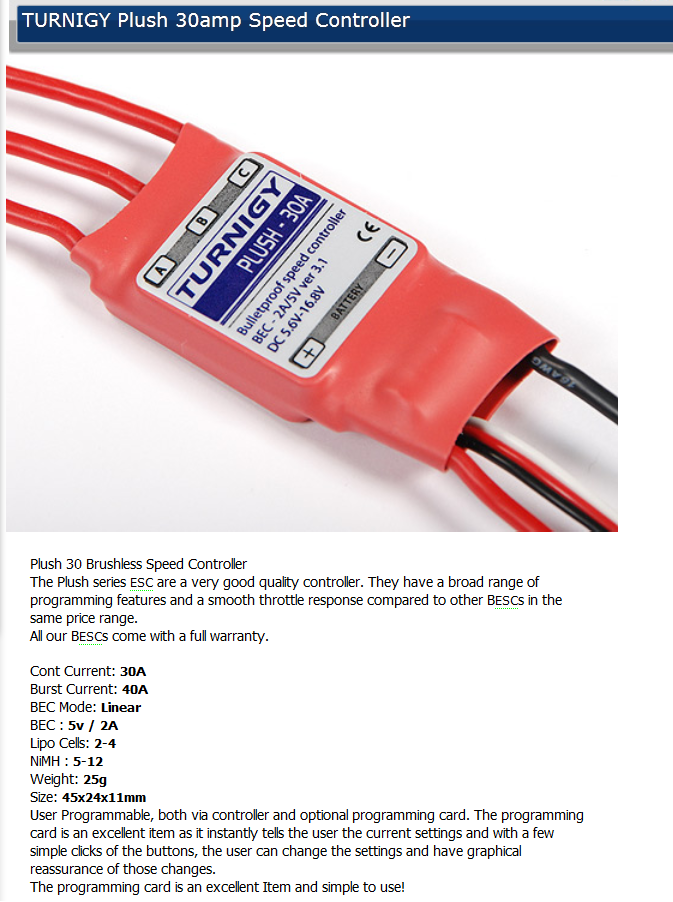 TURNIGY Plush 30amp Speed Controller
A
B
C
TURNIGY
PLUSH - 30A
Bulletproof speed controller
BEC - 2A/5V ver 3.1
DC 5.6V-16.8V
CE
+ BATTERY -
16AWG
Plush 30 Brushless Speed Controller
The Plush series ESC are a very good quality controller. They have a broad range of
programming features and a smooth throttle response compared to other BESCs in the
same price range.
All our BESCs come with a full warranty.
Cont Current: 30A
Burst Current: 40A
BEC Mode: Linear
BEC : 5v / 2A
Lipo Cells: 2-4
NiMH : 5-12
Weight: 25g
Size: 45x24x11mm
User Programmable, both via controller and optional programming card. The programming
card is an excellent item as it instantly tells the user the current settings and with a few
simple clicks of the buttons, the user can change the settings and have graphical
reassurance of those changes.
The programming card is an excellent Item and simple to use!